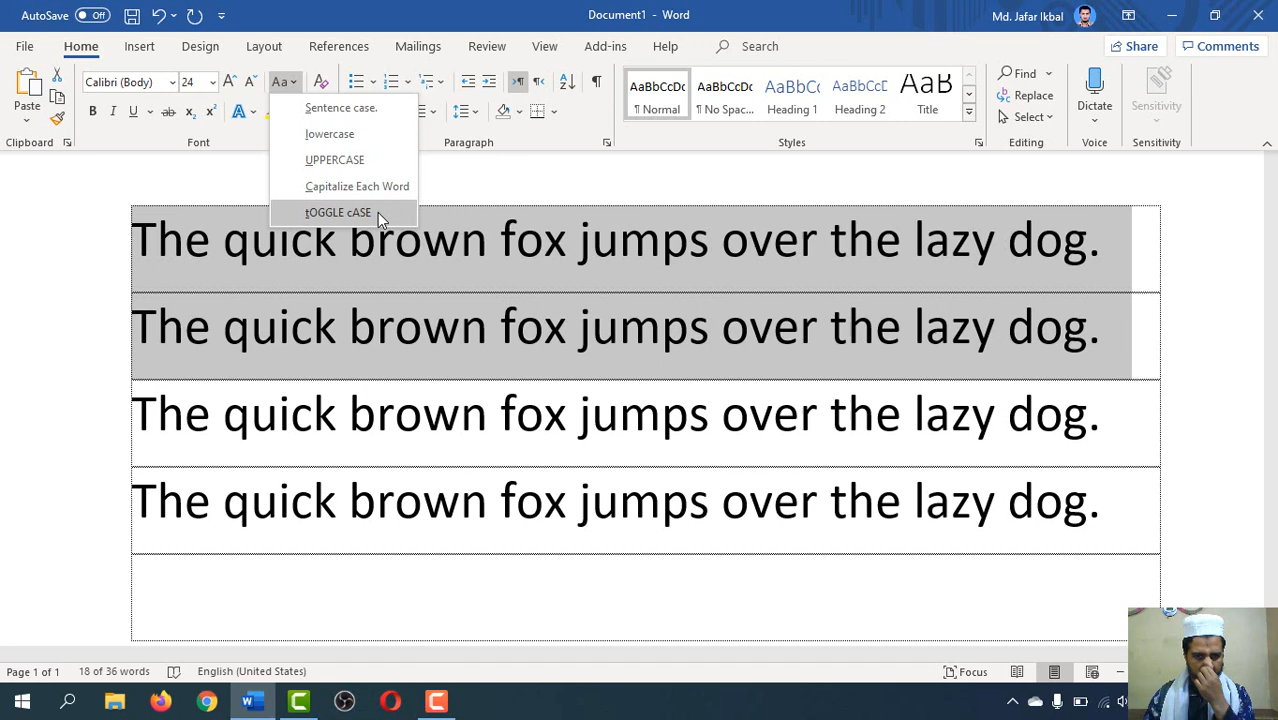 AutoSave Off Document1 - Word Md. Jafar Ikbal
File Home Insert Design Layout References Mailings Review View Add-ins Help Search Share Comments
Calibri (Body) 24 Aa
Paste B I U x₂ x² A
AaBbCcDc AaBbCcDc AaBbCc AaBbCcD AaB
¶ Normal ¶ No Spac... Heading 1 Heading 2 Title
Find
Replace
Select
Dictate
Sensitivity
Clipboard Font Paragraph Styles Editing Voice Sensitivity
Sentence case.
lowercase
UPPERCASE
Capitalize Each Word
tOGGLE cASE
The quick brown fox jumps over the lazy dog.
The quick brown fox jumps over the lazy dog.
The quick brown fox jumps over the lazy dog.
The quick brown fox jumps over the lazy dog.
Page 1 of 1 18 of 36 words English (United States) Focus